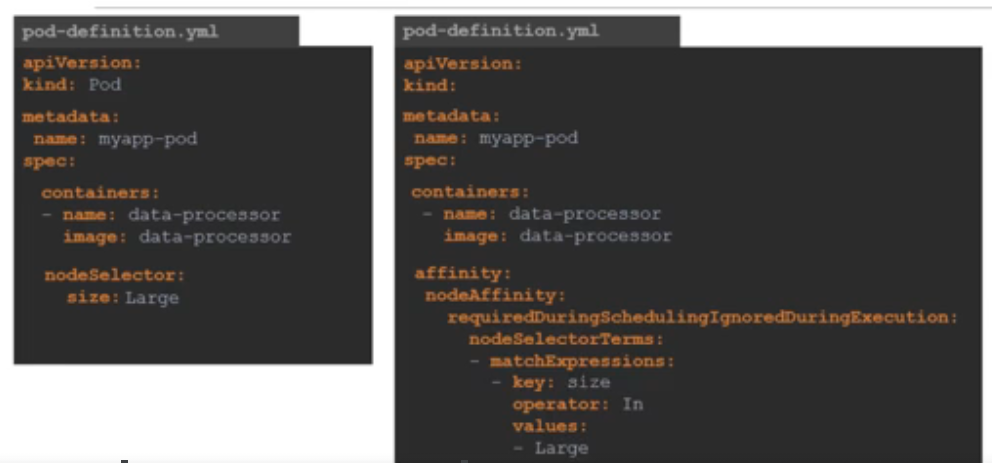 pod-definition.yml
apiVersion:
kind: Pod
metadata:
name: myapp-pod
spec:
containers:
- name: data-processor
image: data-processor
nodeSelector:
size: Large
pod-definition.yml
apiVersion:
kind:
metadata:
name: myapp-pod
spec:
containers:
- name: data-processor
image: data-processor
affinity:
nodeAffinity:
requiredDuringSchedulingIgnoredDuringExecution:
nodeSelectorTerms:
- matchExpressions:
- key: size
operator: In
values:
- Large